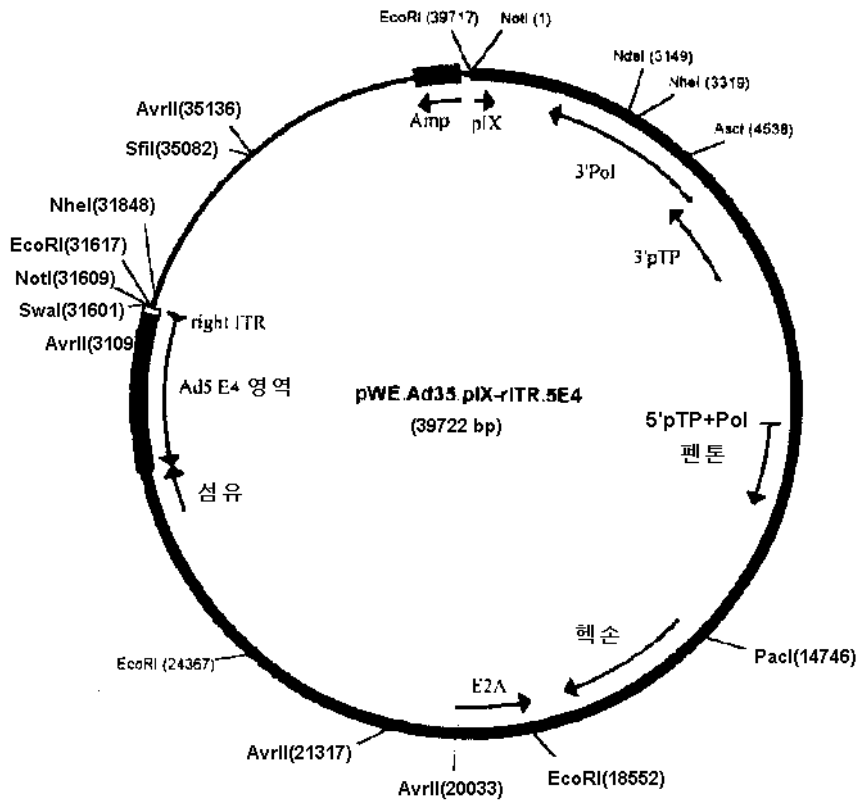 EcoRI (39717)
NotI (1)
NdeI (3149)
NheI (3319)
AscI (4538)
AvrII(35136)
SfiI(35082)
Amp
pIX
3'Pol
3'pTP
NheI(31848)
EcoRI(31617)
NotI(31609)
SwaI(31601)
AvrII(3109
right ITR
Ad5 E4 영역
pWE.Ad35.pIX-rITR.5E4
(39722 bp)
5'pTP+Pol
펜톤
섬유
헥손
PacI(14746)
EcoRI (24367)
E2A
AvrII(21317)
AvrII(20033)
EcoRI(18552)